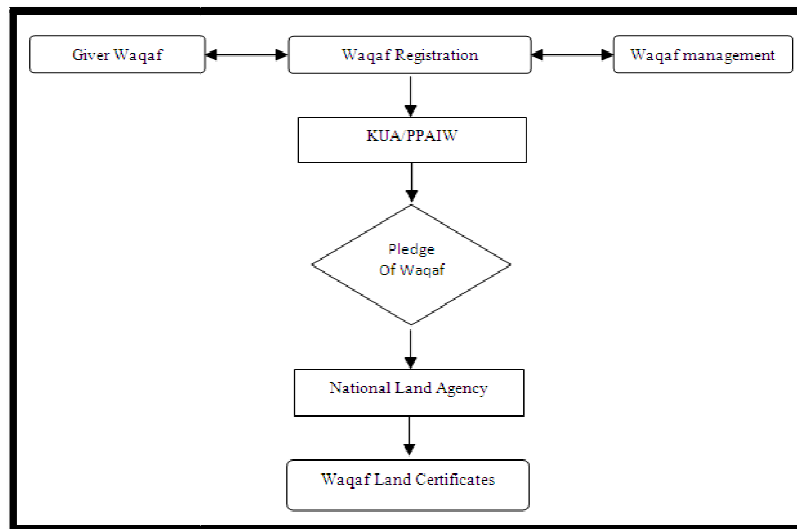 Giver Waqaf
Waqaf Registration
Waqaf management
KUA/PPAIW
Pledge
Of Waqaf
National Land Agency
Waqaf Land Certificates